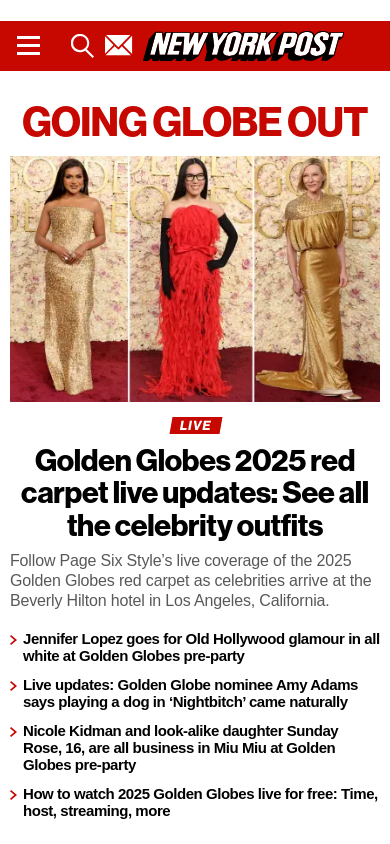 NEW YORK POST
GOING GLOBE OUT
LIVE
Golden Globes 2025 red
carpet live updates: See all
the celebrity outfits
Follow Page Six Style’s live coverage of the 2025
Golden Globes red carpet as celebrities arrive at the
Beverly Hilton hotel in Los Angeles, California.
Jennifer Lopez goes for Old Hollywood glamour in all
white at Golden Globes pre-party
Live updates: Golden Globe nominee Amy Adams
says playing a dog in ‘Nightbitch’ came naturally
Nicole Kidman and look-alike daughter Sunday
Rose, 16, are all business in Miu Miu at Golden
Globes pre-party
How to watch 2025 Golden Globes live for free: Time,
host, streaming, more